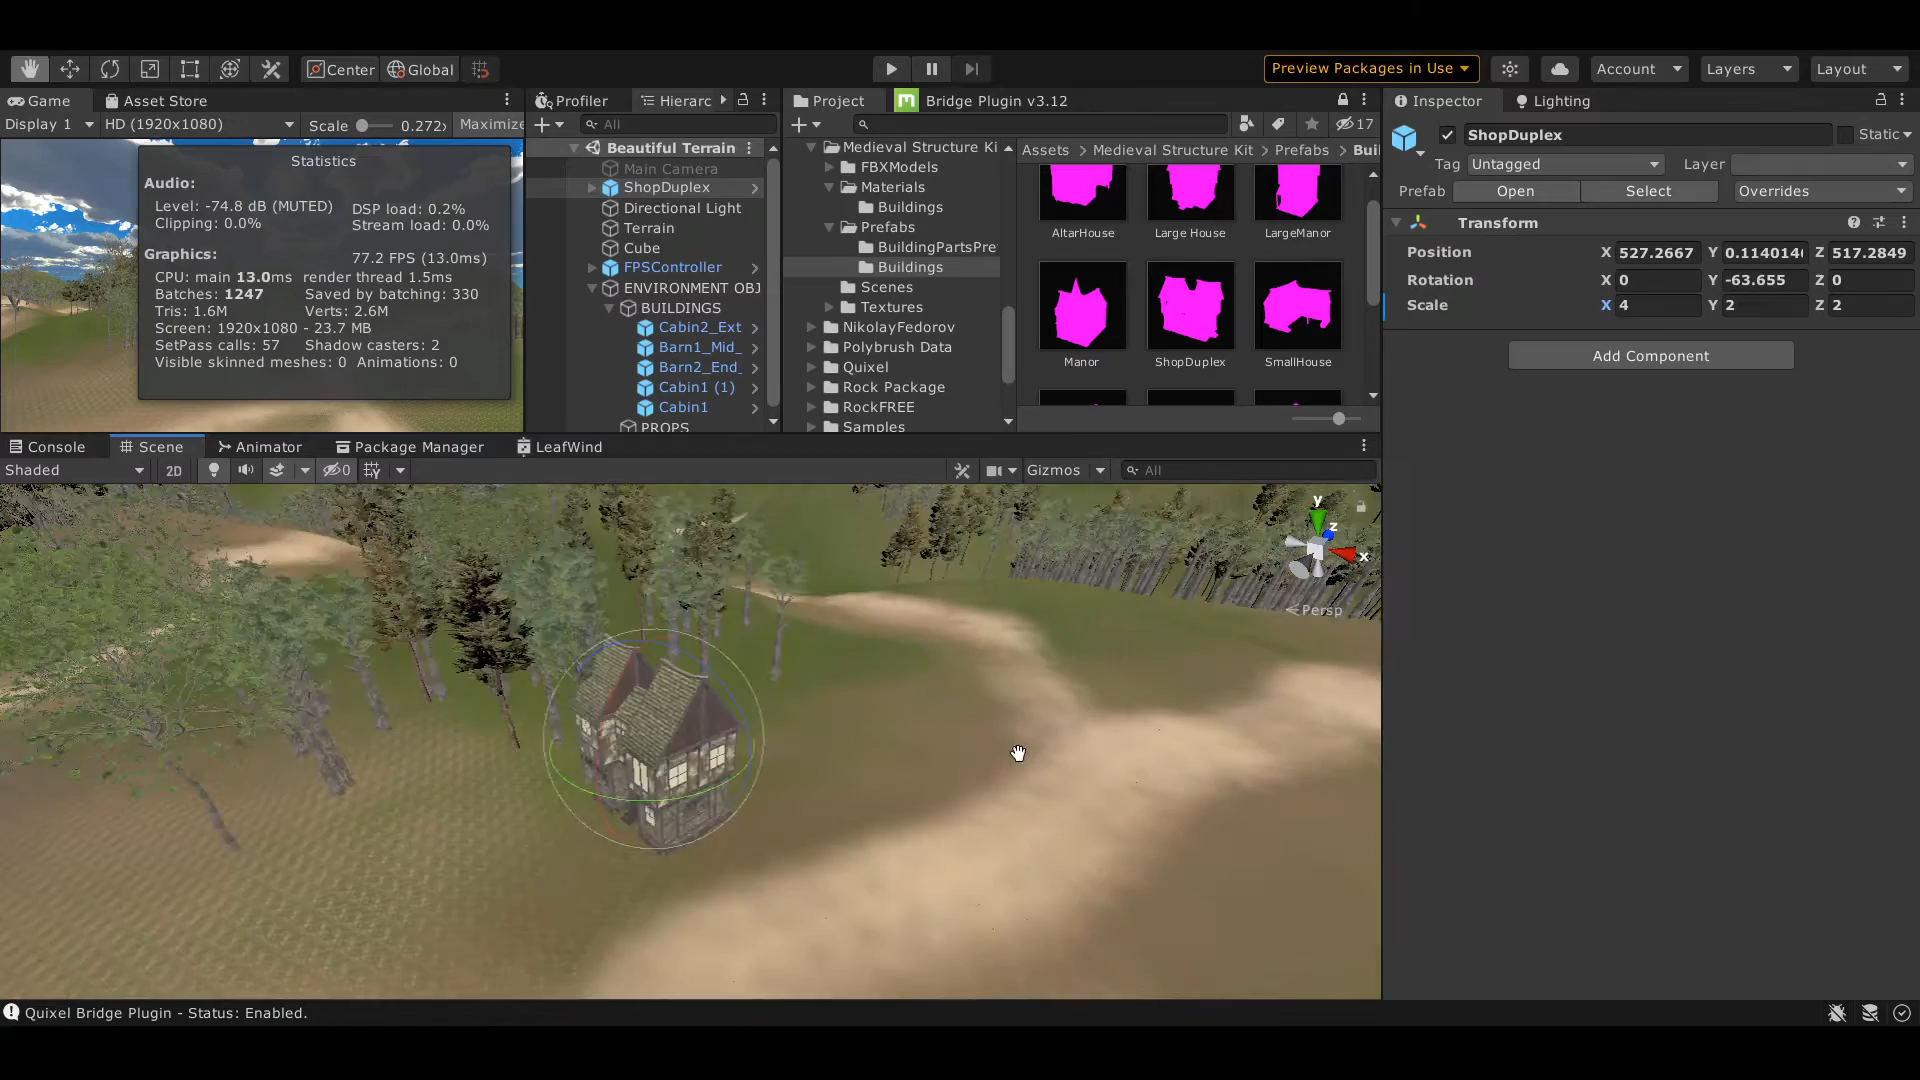 Center
Global
Preview Packages in Use
Account
Layers
Layout
Game
Asset Store
Profiler
Hierarc
Project
Bridge Plugin v3.12
Inspector
Lighting
Display 1
HD (1920x1080)
Scale
0.272
Maximize
All
17
ShopDuplex
Static
Statistics
Beautiful Terrain
Medieval Structure Ki
Assets > Medieval Structure Kit > Prefabs > Bui
Tag Untagged
Layer
Audio:
Level: -74.8 dB (MUTED)
DSP load: 0.2%
Clipping: 0.0%
Stream load: 0.0%
Graphics:
77.2 FPS (13.0ms)
CPU: main 13.0ms render thread 1.5ms
Batches: 1247
Saved by batching: 330
Tris: 1.6M
Verts: 2.6M
Screen: 1920x1080 - 23.7 MB
SetPass calls: 57
Shadow casters: 2
Visible skinned meshes: 0 Animations: 0
Main Camera
ShopDuplex
Directional Light
Terrain
Cube
FPSController
ENVIRONMENT OBJ
BUILDINGS
Cabin2_Ext
Barn1_Mid_
Barn2_End_
Cabin1 (1)
Cabin1
PROPS
FBXModels
Materials
Buildings
Prefabs
BuildingPartsPre
Buildings
Scenes
Textures
NikolayFedorov
Polybrush Data
Quixel
Rock Package
RockFREE
Samples
AltarHouse
Large House
LargeManor
Manor
ShopDuplex
SmallHouse
Prefab Open Select Overrides
Transform
Position X 527.2667 Y 0.114014 Z 517.2849
Rotation X 0 Y -63.655 Z 0
Scale X 4 Y 2 Z 2
Add Component
Console
Scene
Animator
Package Manager
LeafWind
Shaded
2D
0
Gizmos
All
y
z
x
Persp
Quixel Bridge Plugin - Status: Enabled.